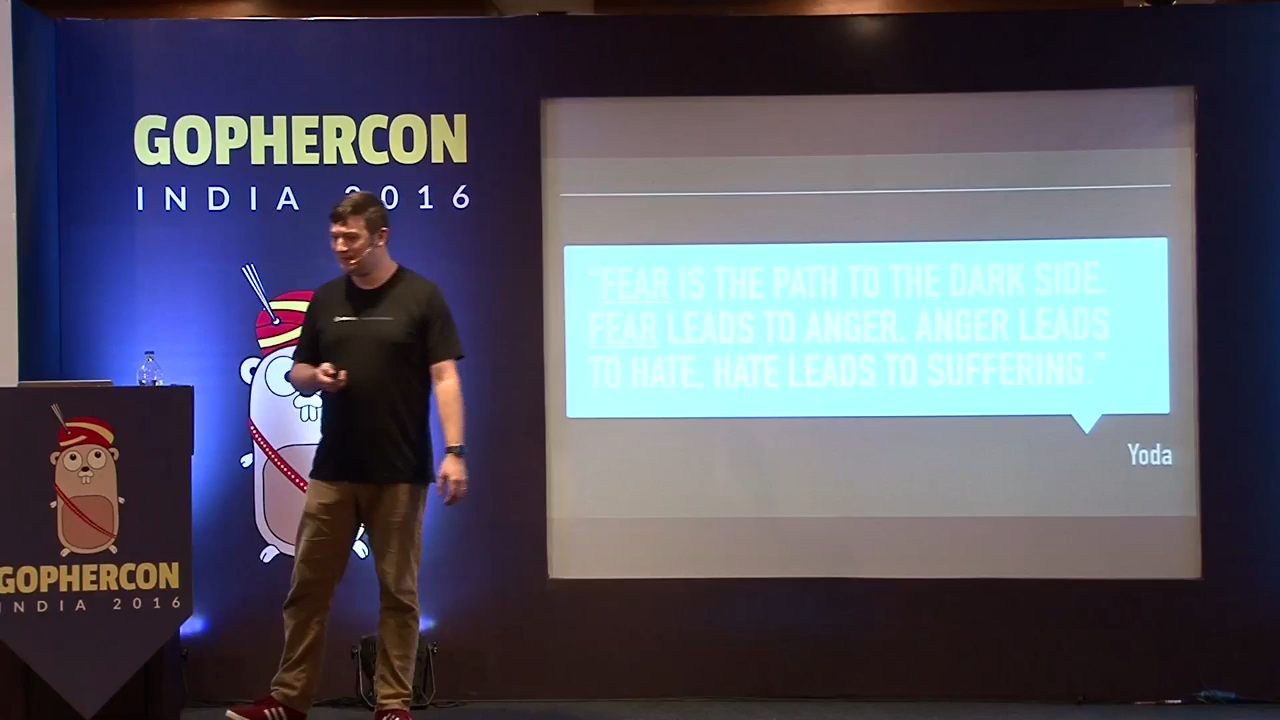 GOPHERCON
INDIA 2016
"FEAR IS THE PATH TO THE DARK SIDE.
FEAR LEADS TO ANGER. ANGER LEADS
TO HATE. HATE LEADS TO SUFFERING."
Yoda
GOPHERCON
INDIA 2016